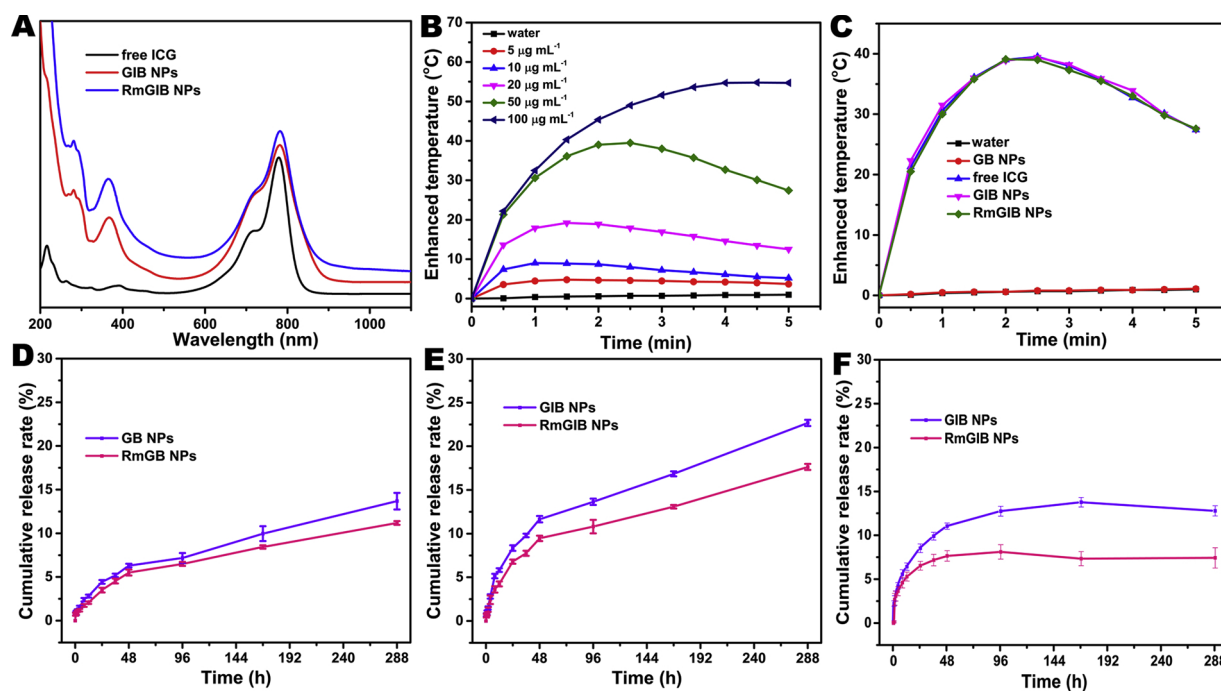 A
free ICG
GIB NPs
RmGIB NPs
200 400 600 800 1000
Wavelength (nm)
B
Enhanced temperature (°C)
70
65
60
55
50
45
40
35
30
25
20
15
10
5
0
water
5 μg mL⁻¹
10 μg mL⁻¹
20 μg mL⁻¹
50 μg mL⁻¹
100 μg mL⁻¹
0 1 2 3 4 5
Time (min)
C
Enhanced temperature (°C)
40
30
20
10
0
water
GB NPs
free ICG
GIB NPs
RmGIB NPs
0 1 2 3 4 5
Time (min)
D
Cumulative release rate (%)
30
25
20
15
10
5
0
GB NPs
RmGB NPs
0 48 96 144 192 240 288
Time (h)
E
Cumulative release rate (%)
30
25
20
15
10
5
0
GIB NPs
RmGIB NPs
0 48 96 144 192 240 288
Time (h)
F
Cumulative release rate (%)
30
25
20
15
10
5
0
GIB NPs
RmGIB NPs
0 48 96 144 192 240 288
Time (h)